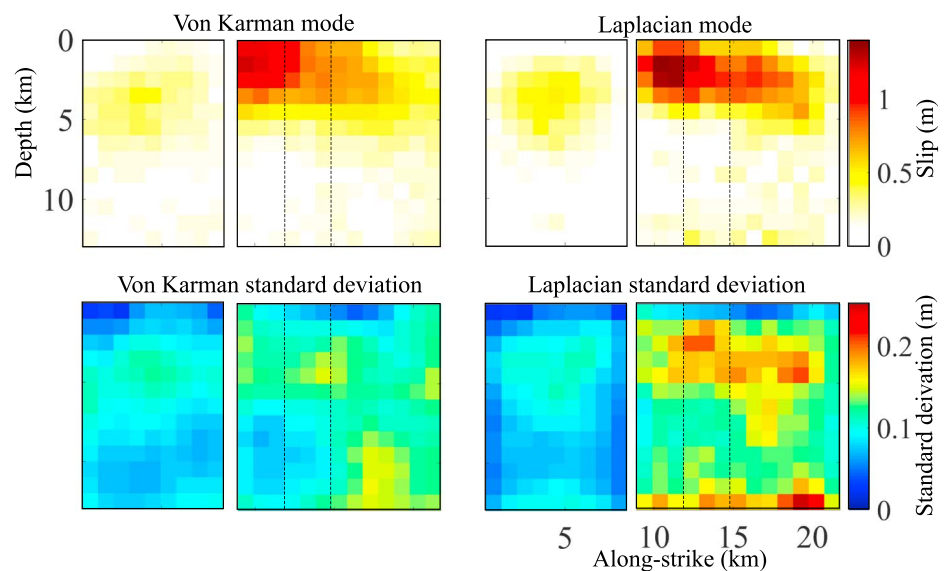 Von Karman mode
Laplacian mode
0
5
10
Depth (km)
1
0.5
0
Slip (m)
Von Karman standard deviation
Laplacian standard deviation
0.2
0.1
0
Standard deivation (m)
5
10
15
20
Along-strike (km)